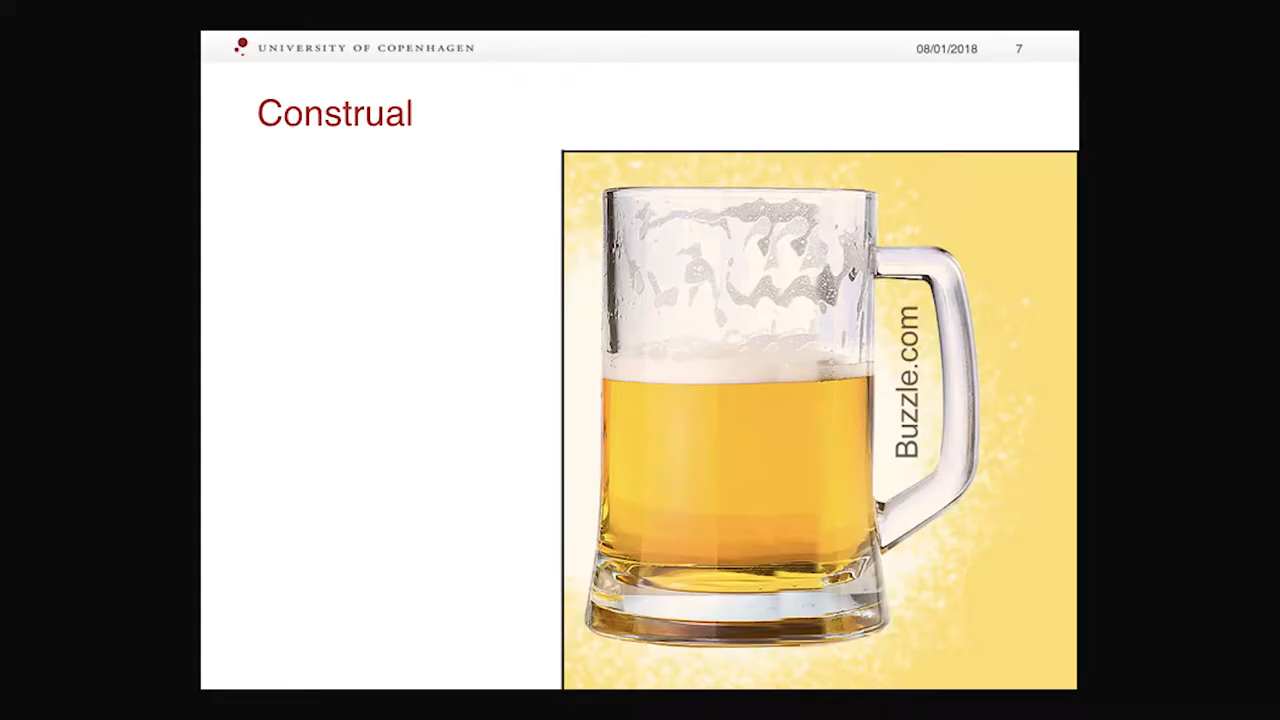 UNIVERSITY OF COPENHAGEN
08/01/2018
7
Construal
Buzzle.com